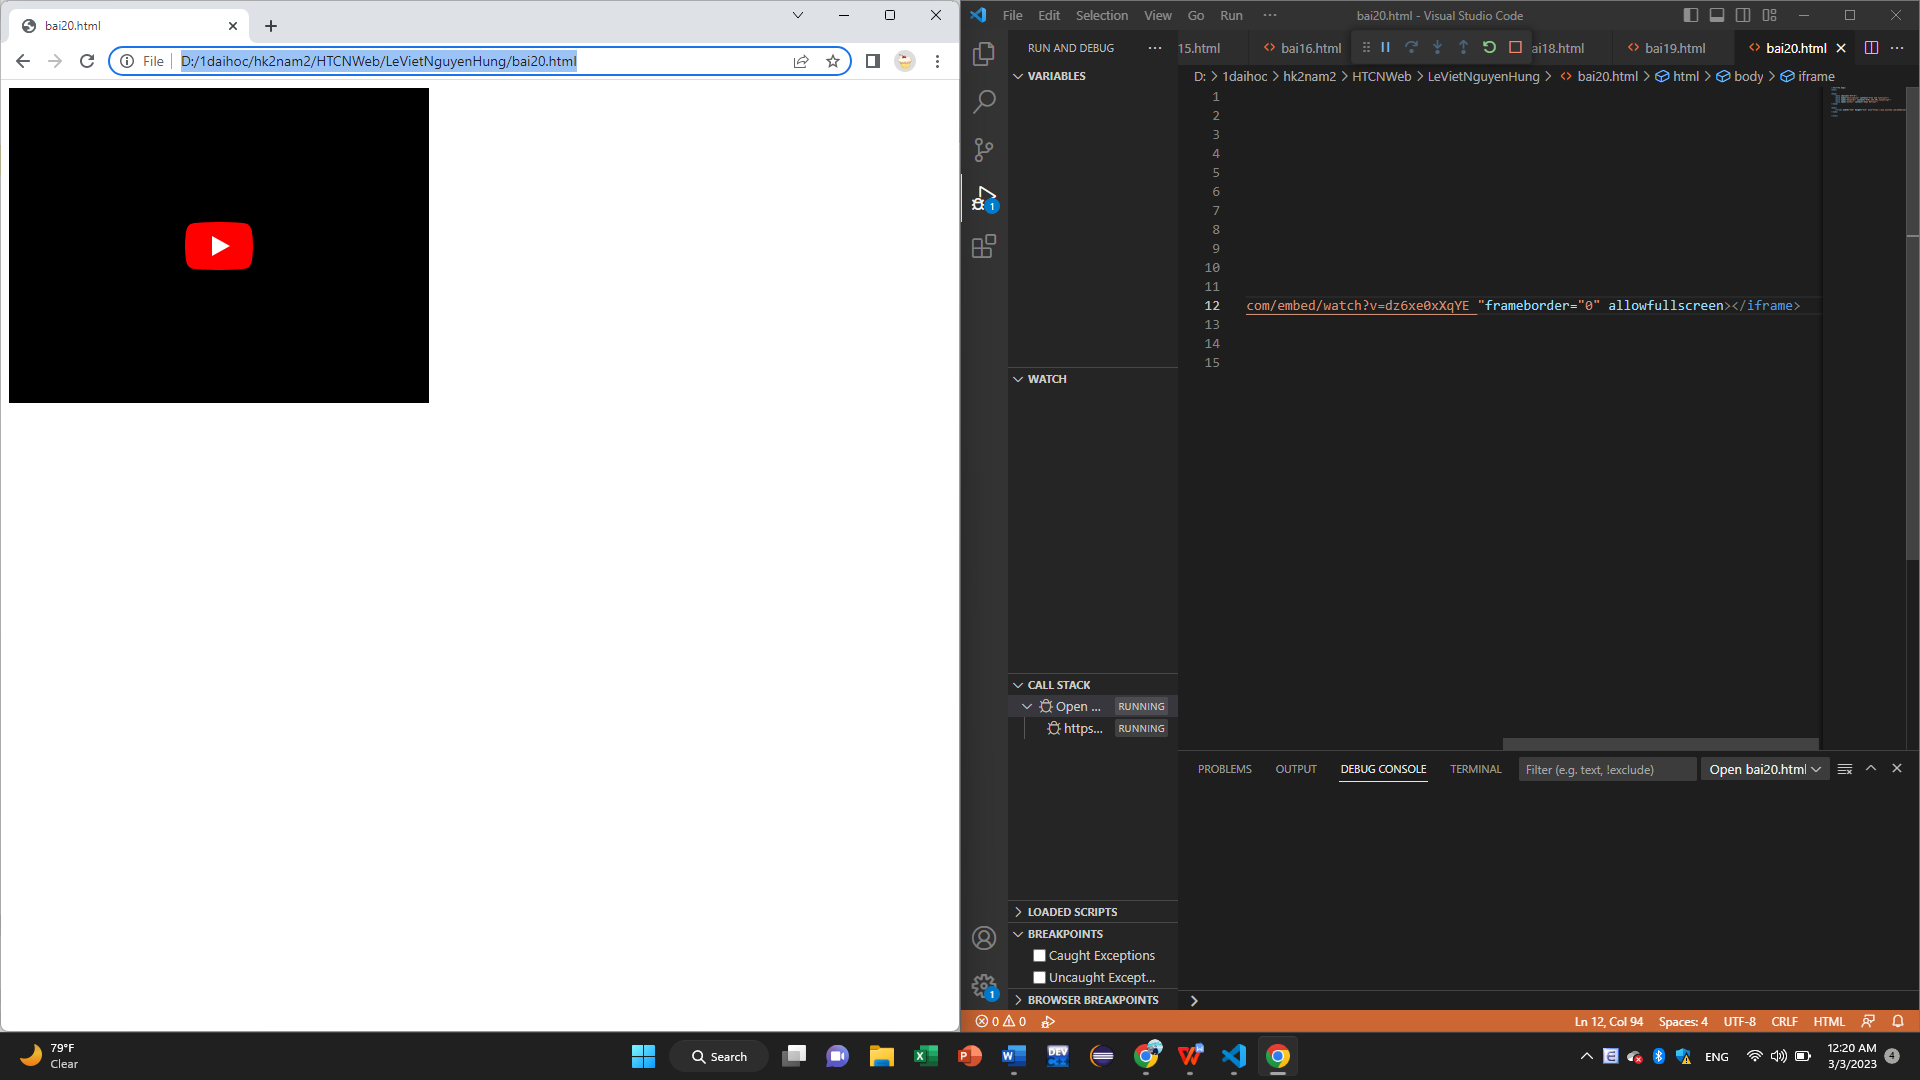 bai20.html
File D:/1daihoc/hk2nam2/HTCNWeb/LeVietNguyenHung/bai20.html
File Edit Selection View Go Run ··· bai20.html - Visual Studio Code
RUN AND DEBUG ···
15.html bai16.html ai18.html bai19.html bai20.html ···
VARIABLES
D: > 1daihoc > hk2nam2 > HTCNWeb > LeVietNguyenHung > bai20.html > html > body > iframe
1
2
3
4
5
6
7
8
9
10
11
12 com/embed/watch?v=dz6xe0xXqYE "frameborder="0" allowfullscreen></iframe>
13
14
15
WATCH
CALL STACK
Open ... RUNNING
https... RUNNING
LOADED SCRIPTS
BREAKPOINTS
Caught Exceptions
Uncaught Except...
BROWSER BREAKPOINTS
1
1
PROBLEMS OUTPUT DEBUG CONSOLE TERMINAL Filter (e.g. text, !exclude) Open bai20.html
0 0 Ln 12, Col 94 Spaces: 4 UTF-8 CRLF HTML
79°F
Clear
Search
DEV
ENG
12:20 AM
3/3/2023
4